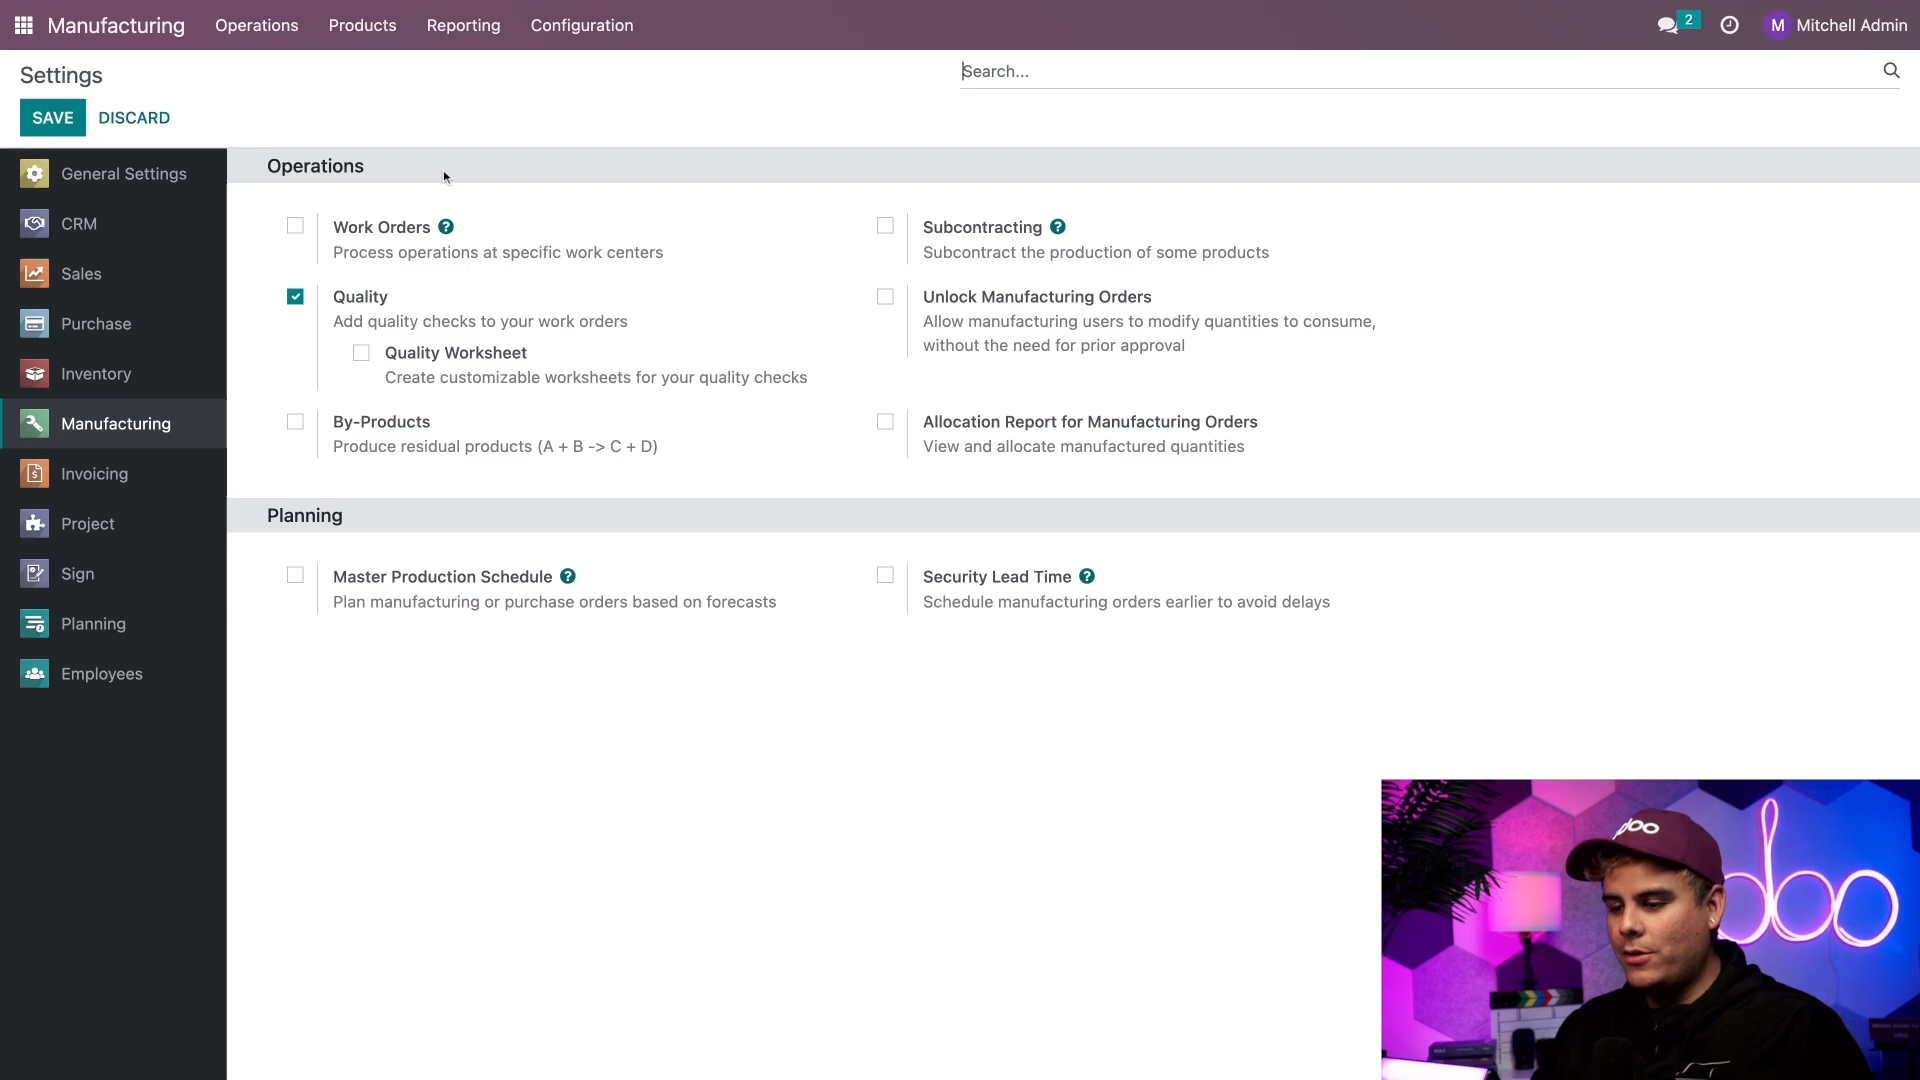 Manufacturing Operations Products Reporting Configuration 2 M Mitchell Admin
Settings
Search...
SAVE DISCARD
General Settings
CRM
Sales
Purchase
Inventory
Manufacturing
Invoicing
Project
Sign
Planning
Employees
Operations
Work Orders ?
Process operations at specific work centers
Subcontracting ?
Subcontract the production of some products
Quality
Add quality checks to your work orders
Quality Worksheet
Create customizable worksheets for your quality checks
Unlock Manufacturing Orders
Allow manufacturing users to modify quantities to consume,
without the need for prior approval
By-Products
Produce residual products (A + B -> C + D)
Allocation Report for Manufacturing Orders
View and allocate manufactured quantities
Planning
Master Production Schedule ?
Plan manufacturing or purchase orders based on forecasts
Security Lead Time ?
Schedule manufacturing orders earlier to avoid delays